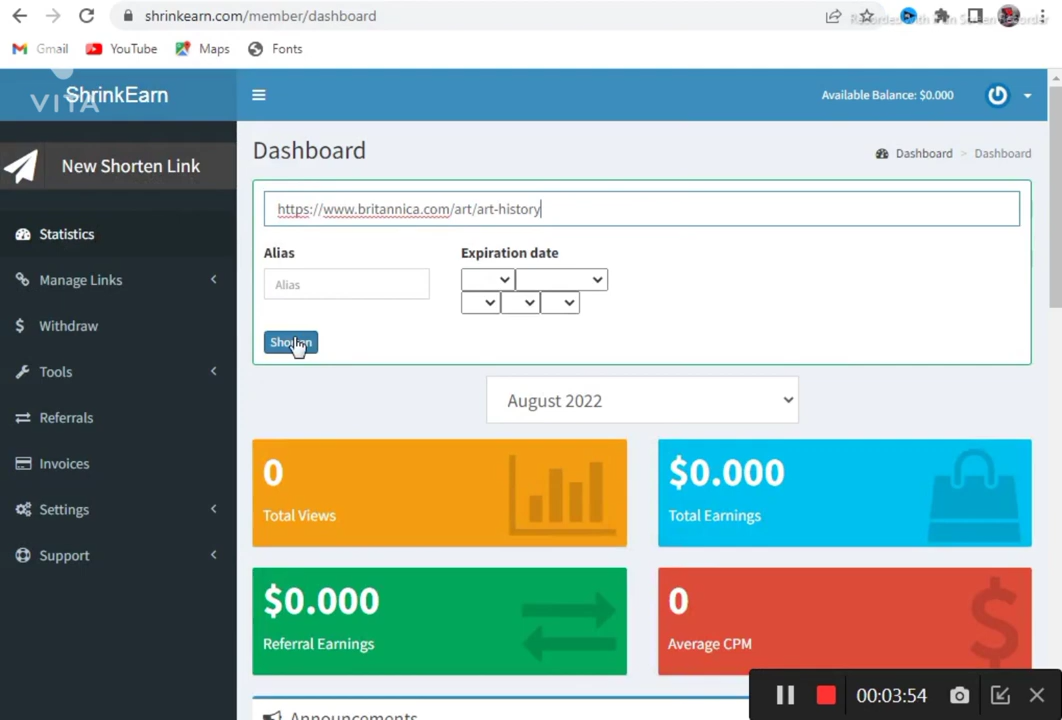 shrinkearn.com/member/dashboard
Gmail
YouTube
Maps
Fonts
ShrinkEarn
VITA
Available Balance: $0.000
New Shorten Link
Dashboard
Dashboard > Dashboard
https://www.britannica.com/art/art-history
Statistics
Alias
Expiration date
Manage Links
Alias
Withdraw
Shorten
Tools
August 2022
Referrals
Invoices
0
$0.000
Settings
Total Views
Total Earnings
Support
$0.000
0
Referral Earnings
Average CPM
00:03:54
Announcements